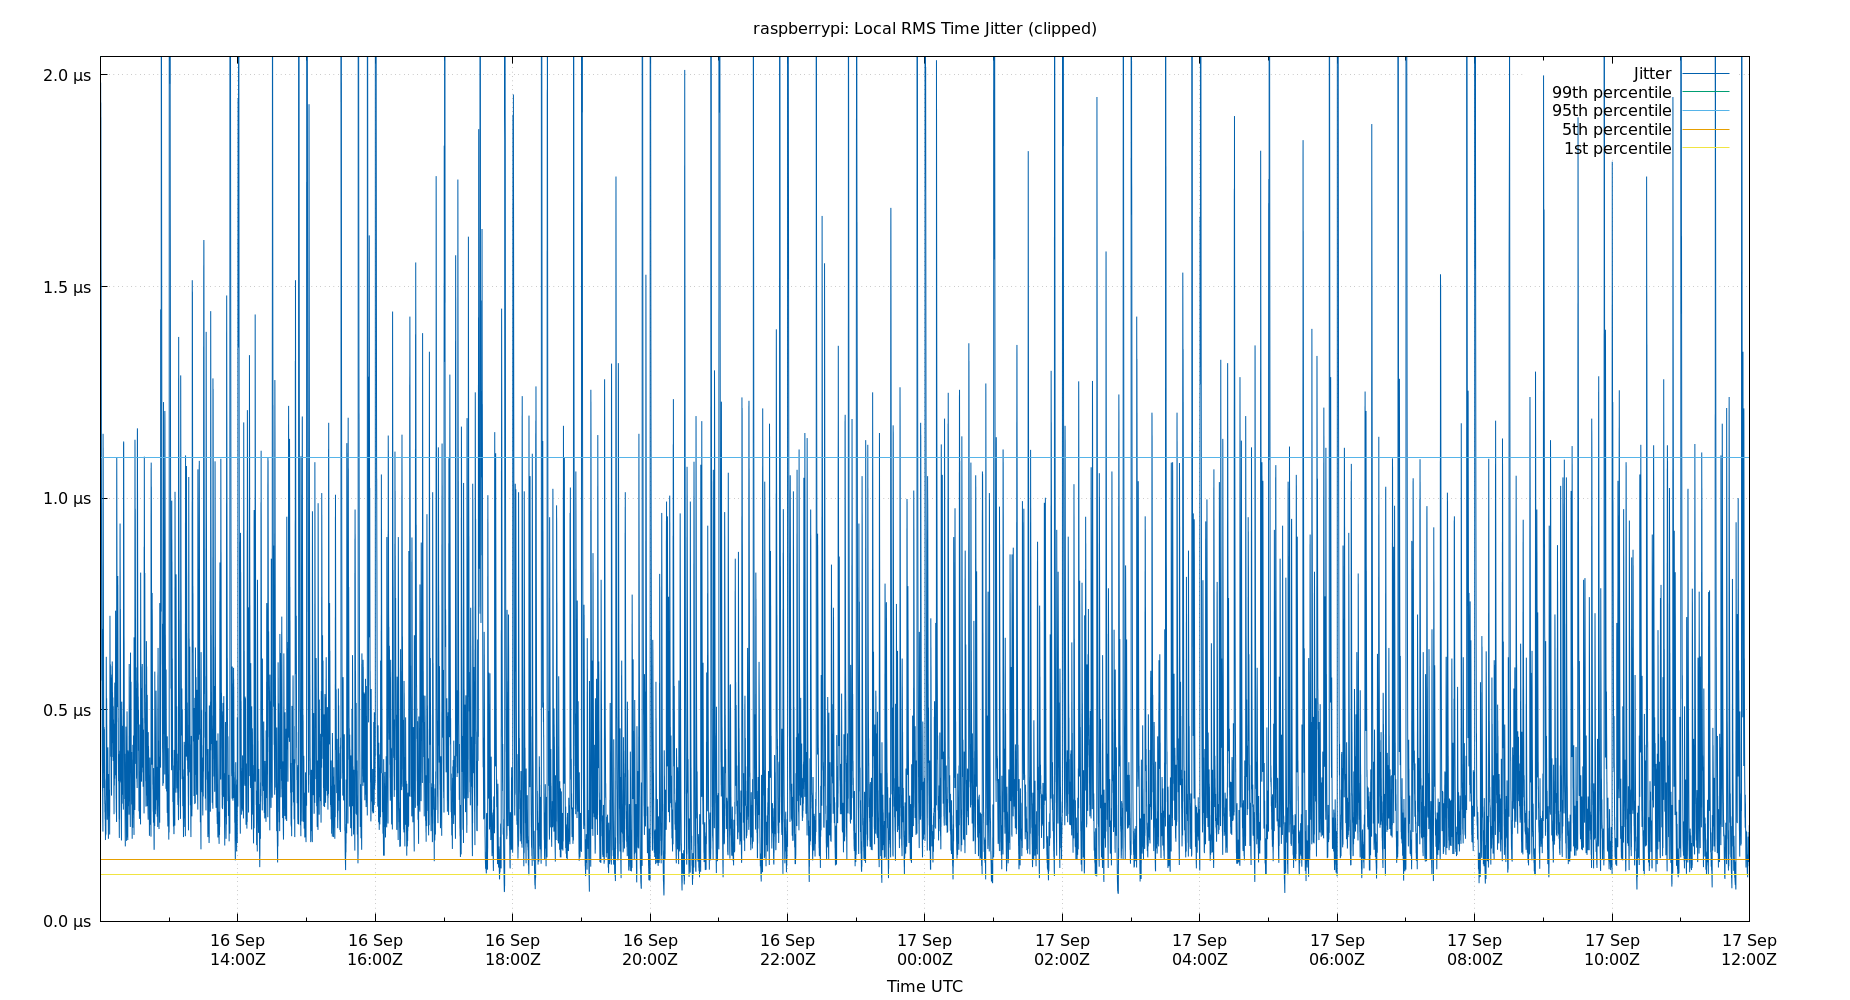 raspberrypi: Local RMS Time Jitter (clipped)
2.0 µs
1.5 µs
1.0 µs
0.5 µs
0.0 µs
Jitter
99th percentile
95th percentile
5th percentile
1st percentile
16 Sep
14:00Z
16 Sep
16:00Z
16 Sep
18:00Z
16 Sep
20:00Z
16 Sep
22:00Z
17 Sep
00:00Z
17 Sep
02:00Z
17 Sep
04:00Z
17 Sep
06:00Z
17 Sep
08:00Z
17 Sep
10:00Z
17 Sep
12:00Z
Time UTC